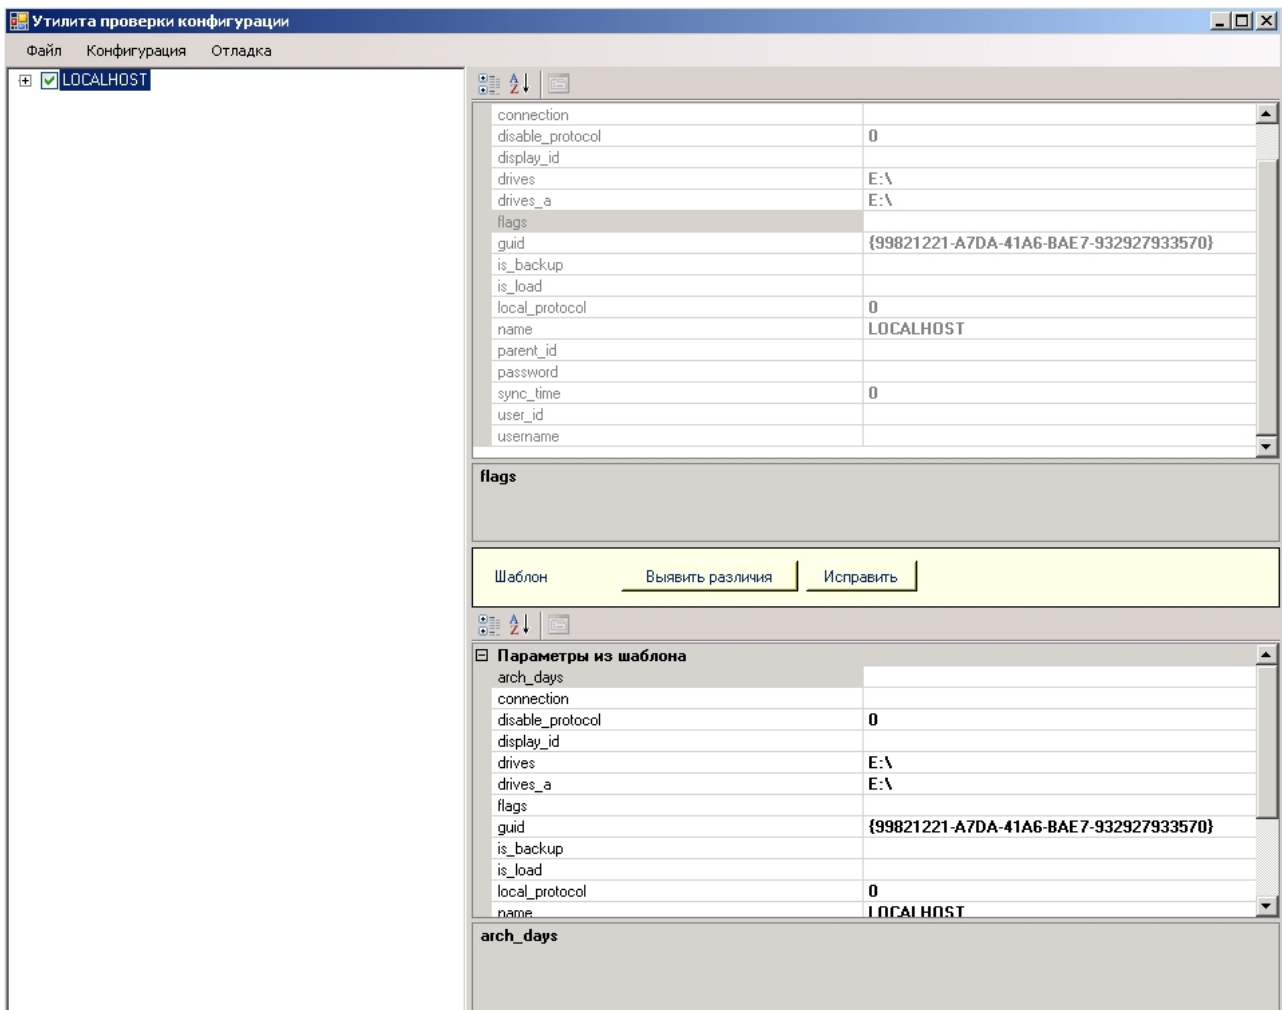 Утилита проверки конфигурации
Файл Конфигурация Отладка
LOCALHOST
connection
disable_protocol 0
display_id
drives E:\
drives_a E:\
flags
guid {99821221-A7DA-41A6-BAE7-932927933570}
is_backup
is_load
local_protocol 0
name LOCALHOST
parent_id
password
sync_time 0
user_id
username
flags
Шаблон Выявить различия Исправить
Параметры из шаблона
arch_days
connection
disable_protocol 0
display_id
drives E:\
drives_a E:\
flags
guid {99821221-A7DA-41A6-BAE7-932927933570}
is_backup
is_load
local_protocol 0
name LOCALHOST
arch_days